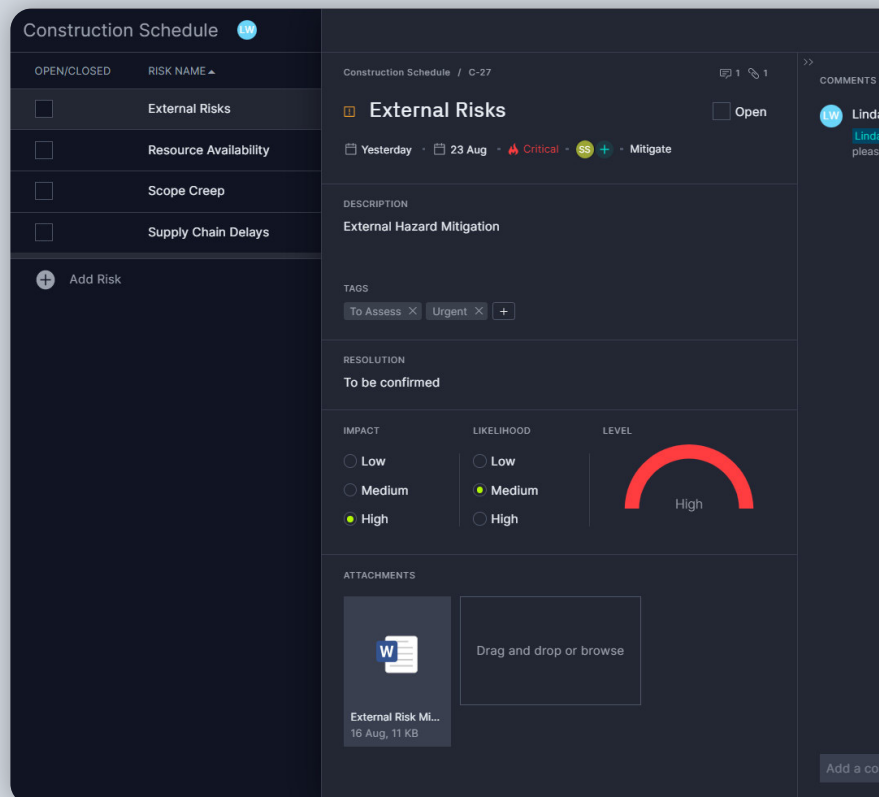 Construction Schedule LW
OPEN/CLOSED RISK NAME
External Risks
Resource Availability
Scope Creep
Supply Chain Delays
Add Risk
Construction Schedule / C-27 1 1
External Risks Open
Yesterday - 23 Aug - Critical - SS + - Mitigate
DESCRIPTION
External Hazard Mitigation
TAGS
To Assess × Urgent × +
RESOLUTION
To be confirmed
IMPACT LIKELIHOOD LEVEL
Low Low
Medium Medium
High High
High
ATTACHMENTS
W
Drag and drop or browse
External Risk Mi...
16 Aug, 11 KB
COMMENTS
LW Linda
Linda
pleas
Add a co